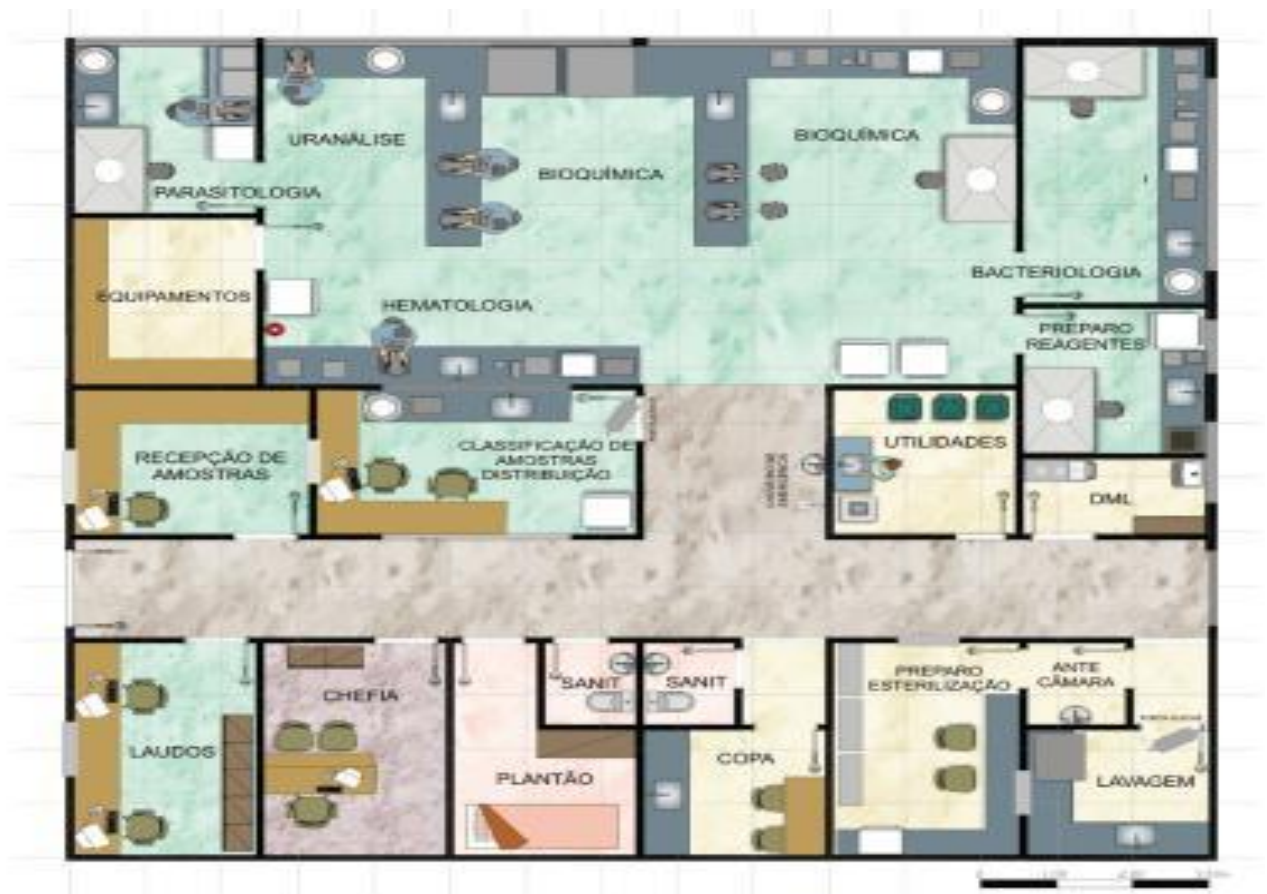 URANÁLISE
BIOQUÍMICA
BIOQUÍMICA
PARASITOLOGIA
BACTERIOLOGIA
EQUIPAMENTOS
HEMATOLOGIA
PREPARO
REAGENTES
RECEPÇÃO DE
AMOSTRAS
CLASSIFICAÇÃO DE
AMOSTRAS
DISTRIBUIÇÃO
UTILIDADES
DML
LAUDOS
CHEFIA
PLANTÃO
SANIT
SANIT
COPA
PREPARO
ESTERILIZAÇÃO
ANTE
CÂMARA
LAVAGEM